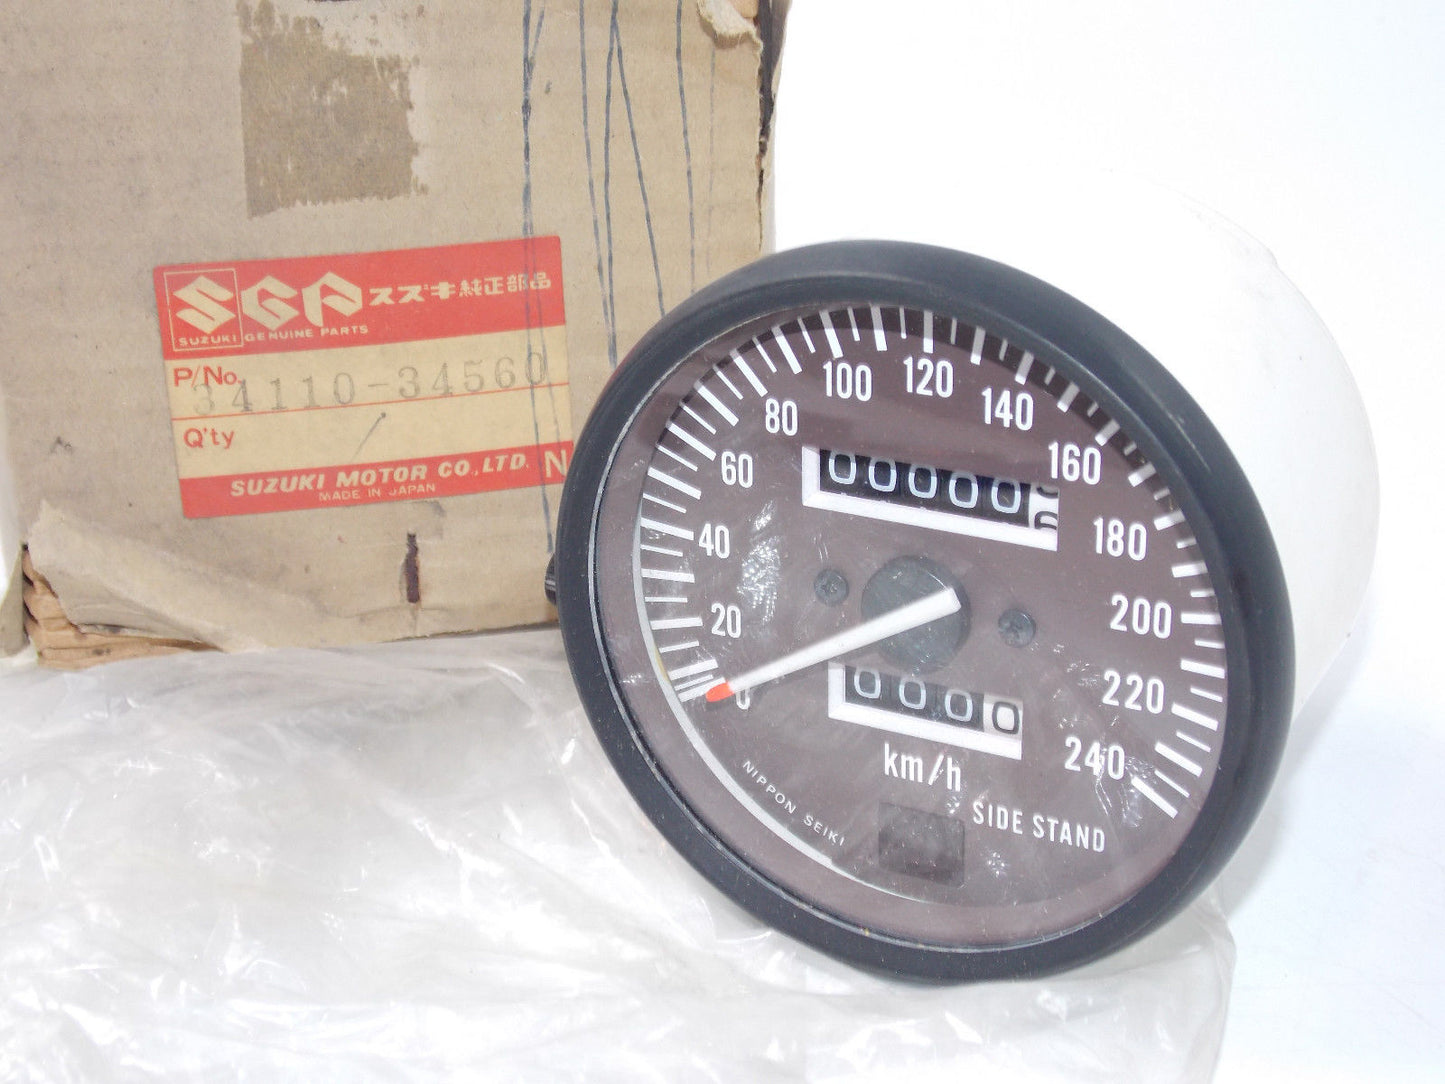 SUZUKI
SGP スズキ純正部品
GENUINE PARTS
P/No. 34110-34560
Q'ty /
SUZUKI MOTOR CO., LTD. N
MADE IN JAPAN
0
20
40
60
80
100
120
140
160
180
200
220
240
00000
0000
km/h
SIDE STAND
NIPPON SEIKI